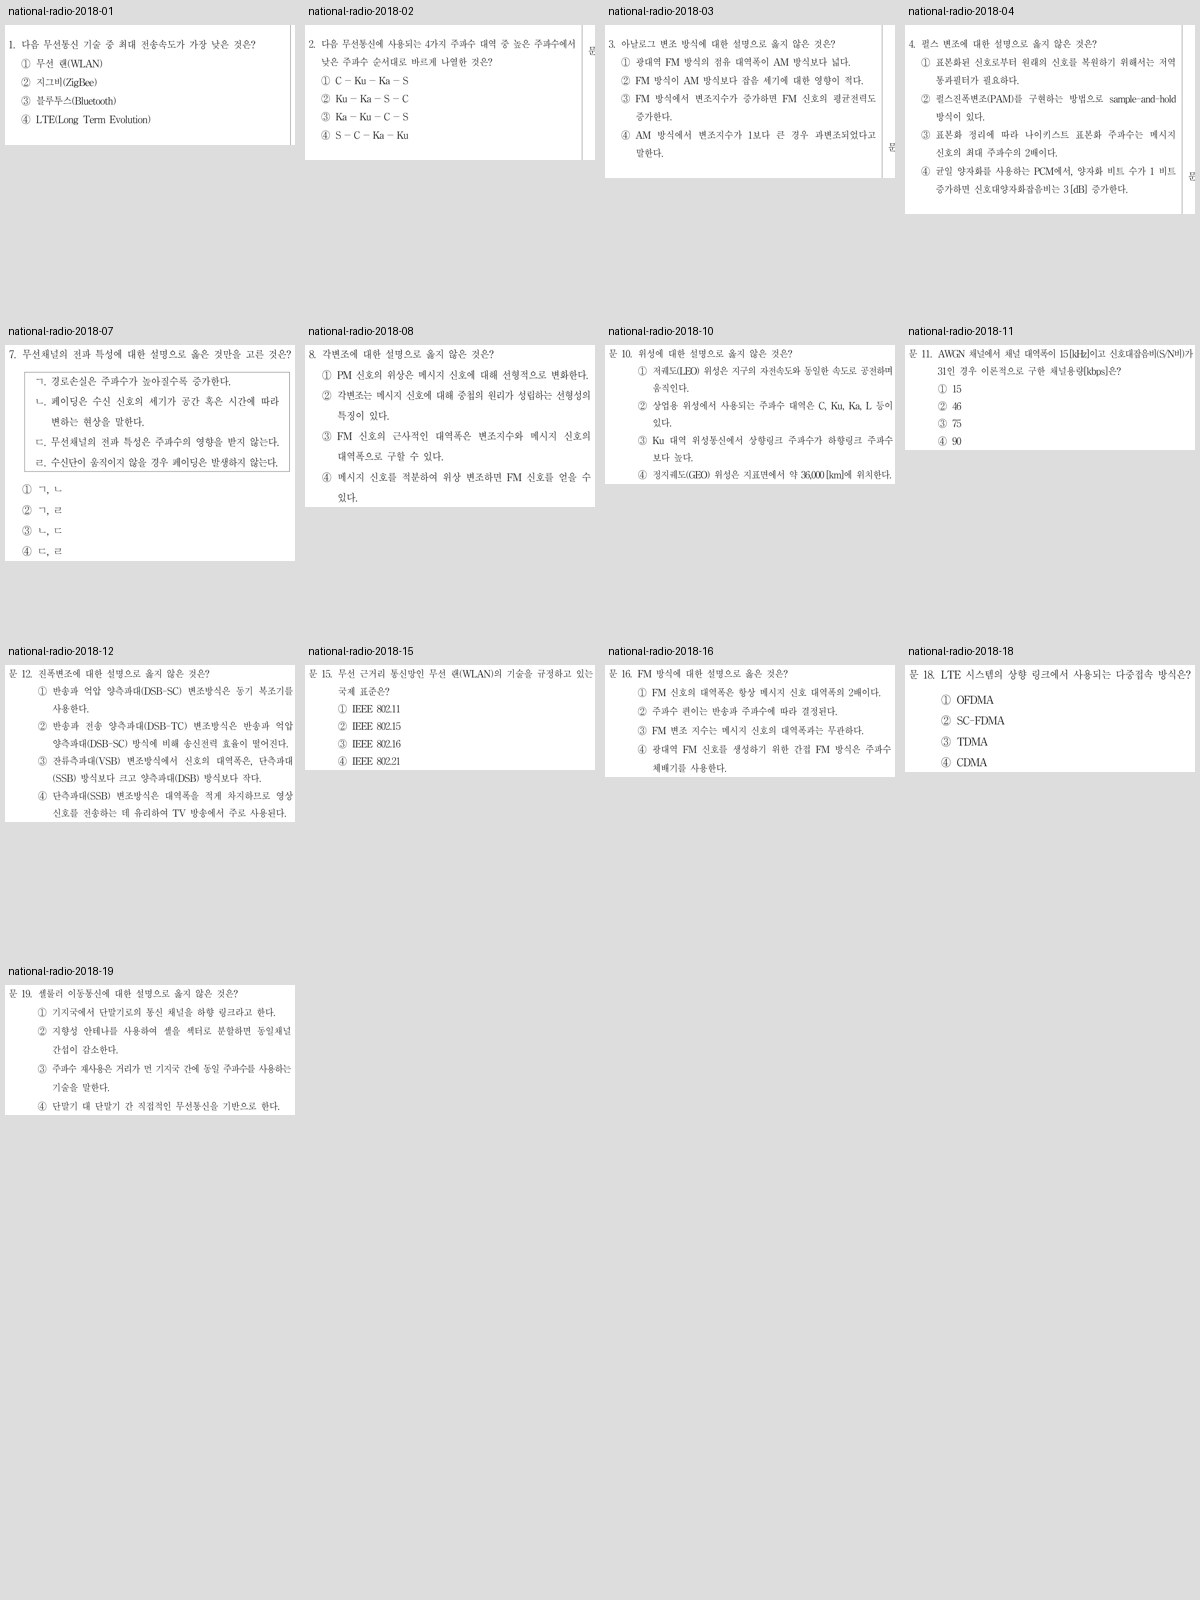 national-radio-2018-01
1. 다음 무선통신 기술 중 최대 전송속도가 가장 낮은 것은?
① 무선 랜(WLAN)
② 지그비(ZigBee)
③ 블루투스(Bluetooth)
④ LTE(Long Term Evolution)
national-radio-2018-02
2. 다음 무선통신에 사용되는 4가지 주파수 대역 중 높은 주파수에서
낮은 주파수 순서대로 바르게 나열한 것은?
① C - Ku - Ka - S
② Ku - Ka - S - C
③ Ka - Ku - C - S
④ S - C - Ka - Ku
문
national-radio-2018-03
3. 아날로그 변조 방식에 대한 설명으로 옳지 않은 것은?
① 광대역 FM 방식의 점유 대역폭이 AM 방식보다 넓다.
② FM 방식이 AM 방식보다 잡음 세기에 대한 영향이 적다.
③ FM 방식에서 변조지수가 증가하면 FM 신호의 평균전력도
증가한다.
④ AM 방식에서 변조지수가 1보다 큰 경우 과변조되었다고
말한다.
문
national-radio-2018-04
4. 펄스 변조에 대한 설명으로 옳지 않은 것은?
① 표본화된 신호로부터 원래의 신호를 복원하기 위해서는 저역
통과필터가 필요하다.
② 펄스진폭변조(PAM)를 구현하는 방법으로 sample-and-hold
방식이 있다.
③ 표본화 정리에 따라 나이키스트 표본화 주파수는 메시지
신호의 최대 주파수의 2배이다.
④ 균일 양자화를 사용하는 PCM에서, 양자화 비트 수가 1 비트
증가하면 신호대양자화잡음비는 3 [dB] 증가한다.
문
national-radio-2018-07
7. 무선채널의 전파 특성에 대한 설명으로 옳은 것만을 고른 것은?
ㄱ. 경로손실은 주파수가 높아질수록 증가한다.
ㄴ. 페이딩은 수신 신호의 세기가 공간 혹은 시간에 따라
변하는 현상을 말한다.
ㄷ. 무선채널의 전파 특성은 주파수의 영향을 받지 않는다.
ㄹ. 수신단이 움직이지 않을 경우 페이딩은 발생하지 않는다.
① ㄱ, ㄴ
② ㄱ, ㄹ
③ ㄴ, ㄷ
④ ㄷ, ㄹ
national-radio-2018-08
8. 각변조에 대한 설명으로 옳지 않은 것은?
① PM 신호의 위상은 메시지 신호에 대해 선형적으로 변화한다.
② 각변조는 메시지 신호에 대해 중첩의 원리가 성립하는 선형성의
특징이 있다.
③ FM 신호의 근사적인 대역폭은 변조지수와 메시지 신호의
대역폭으로 구할 수 있다.
④ 메시지 신호를 적분하여 위상 변조하면 FM 신호를 얻을 수
있다.
national-radio-2018-10
문 10. 위성에 대한 설명으로 옳지 않은 것은?
① 저궤도(LEO) 위성은 지구의 자전속도와 동일한 속도로 공전하며
움직인다.
② 상업용 위성에서 사용되는 주파수 대역은 C, Ku, Ka, L 등이
있다.
③ Ku 대역 위성통신에서 상향링크 주파수가 하향링크 주파수
보다 높다.
④ 정지궤도(GEO) 위성은 지표면에서 약 36,000 [km]에 위치한다.
national-radio-2018-11
문 11. AWGN 채널에서 채널 대역폭이 15 [kHz]이고 신호대잡음비(S/N비)가
31인 경우 이론적으로 구한 채널용량[kbps]은?
① 15
② 46
③ 75
④ 90
national-radio-2018-12
문 12. 진폭변조에 대한 설명으로 옳지 않은 것은?
① 반송파 억압 양측파대(DSB-SC) 변조방식은 동기 복조기를
사용한다.
② 반송파 전송 양측파대(DSB-TC) 변조방식은 반송파 억압
양측파대(DSB-SC) 방식에 비해 송신전력 효율이 떨어진다.
③ 잔류측파대(VSB) 변조방식에서 신호의 대역폭은, 단측파대
(SSB) 방식보다 크고 양측파대(DSB) 방식보다 작다.
④ 단측파대(SSB) 변조방식은 대역폭을 적게 차지하므로 영상
신호를 전송하는 데 유리하여 TV 방송에서 주로 사용된다.
national-radio-2018-15
문 15. 무선 근거리 통신망인 무선 랜(WLAN)의 기술을 규정하고 있는
국제 표준은?
① IEEE 802.11
② IEEE 802.15
③ IEEE 802.16
④ IEEE 802.21
national-radio-2018-16
문 16. FM 방식에 대한 설명으로 옳은 것은?
① FM 신호의 대역폭은 항상 메시지 신호 대역폭의 2배이다.
② 주파수 편이는 반송파 주파수에 따라 결정된다.
③ FM 변조 지수는 메시지 신호의 대역폭과는 무관하다.
④ 광대역 FM 신호를 생성하기 위한 간접 FM 방식은 주파수
체배기를 사용한다.
national-radio-2018-18
문 18. LTE 시스템의 상향 링크에서 사용되는 다중접속 방식은?
① OFDMA
② SC-FDMA
③ TDMA
④ CDMA
national-radio-2018-19
문 19. 셀룰러 이동통신에 대한 설명으로 옳지 않은 것은?
① 기지국에서 단말기로의 통신 채널을 하향 링크라고 한다.
② 지향성 안테나를 사용하여 셀을 섹터로 분할하면 동일채널
간섭이 감소한다.
③ 주파수 재사용은 거리가 먼 기지국 간에 동일 주파수를 사용하는
기술을 말한다.
④ 단말기 대 단말기 간 직접적인 무선통신을 기반으로 한다.